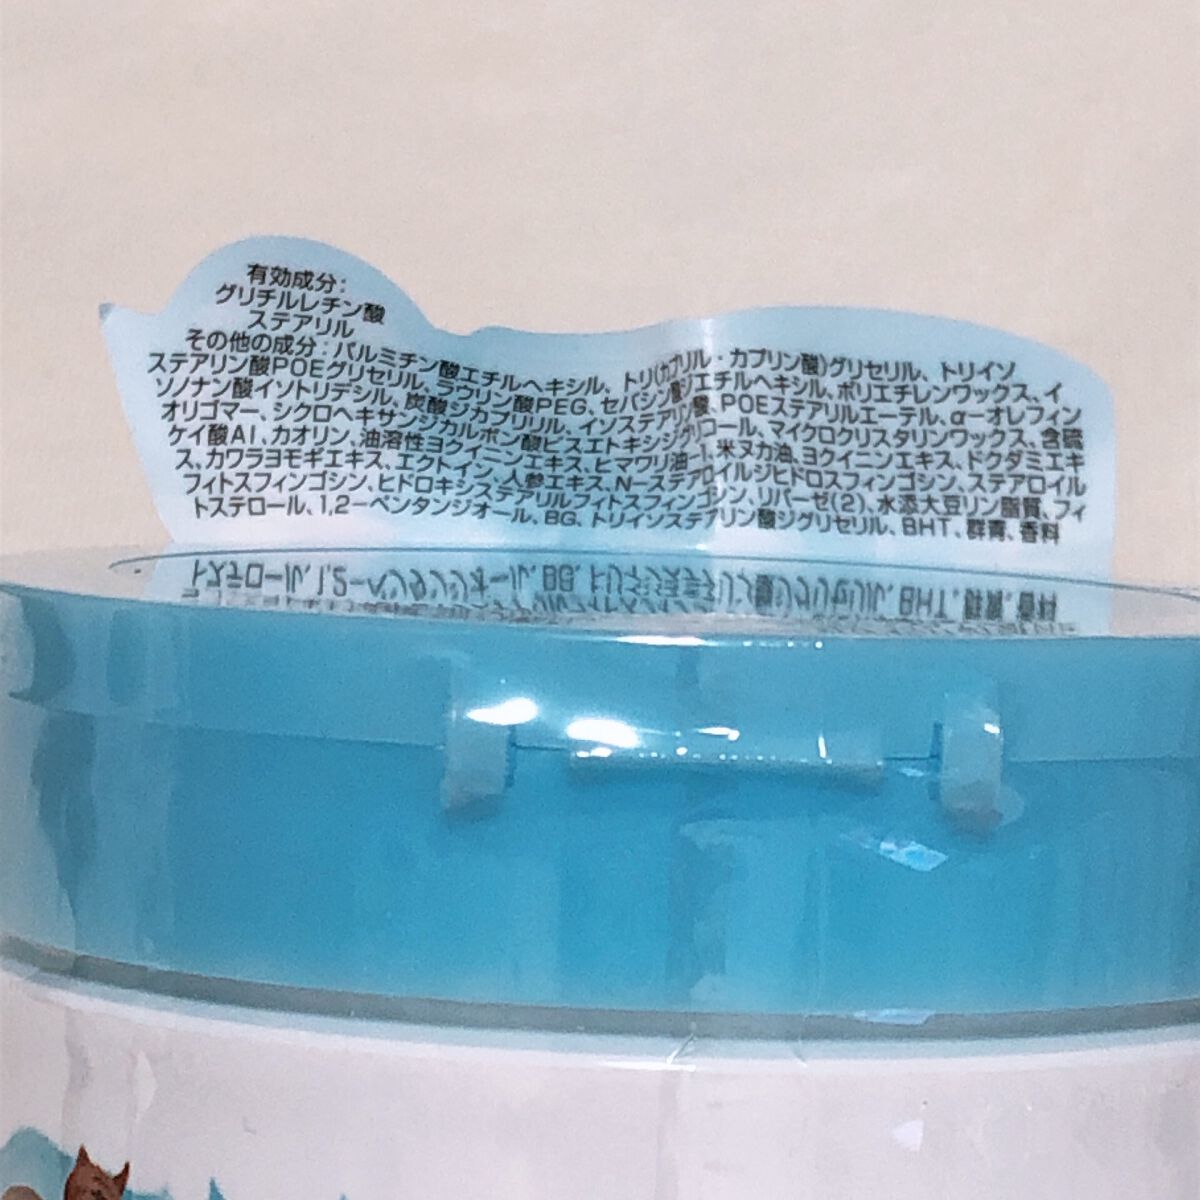 有効成分:
グリチルレチン酸
ステアリル
その他の成分:パルミチン酸エチルヘキシル、トリ(カプリル・カプリン酸)グリセリル、トリイソ
ステアリン酸POEグリセリル、ラウリン酸PEG、セバシン酸ジエチルヘキシル、ポリエチレンワックス、イ
ソノナン酸イソトリデシル、炭酸ジカプリリル、イソステアリン酸、POEステアリルエーテル、α-オレフィン
オリゴマー、シクロヘキサンジカルボン酸ビスエトキシジグリコール、マイクロクリスタリンワックス、含硫
ケイ酸Al、カオリン、油溶性ヨクイニンエキス、ヒマワリ油-1、米ヌカ油、ヨクイニンエキス、ドクダミエキ
ス、カワラヨモギエキス、エクトイン、人参エキス、N-ステアロイルジヒドロスフィンゴシン、ステアロイル
フィトスフィンゴシン、ヒドロキシステアリルフィトスフィンゴシン、リパーゼ(2)、水添大豆リン脂質、フィ
トステロール、1,2-ペンタンジオール、BG、トリイソステアリン酸ジグリセリル、BHT、群青、香料